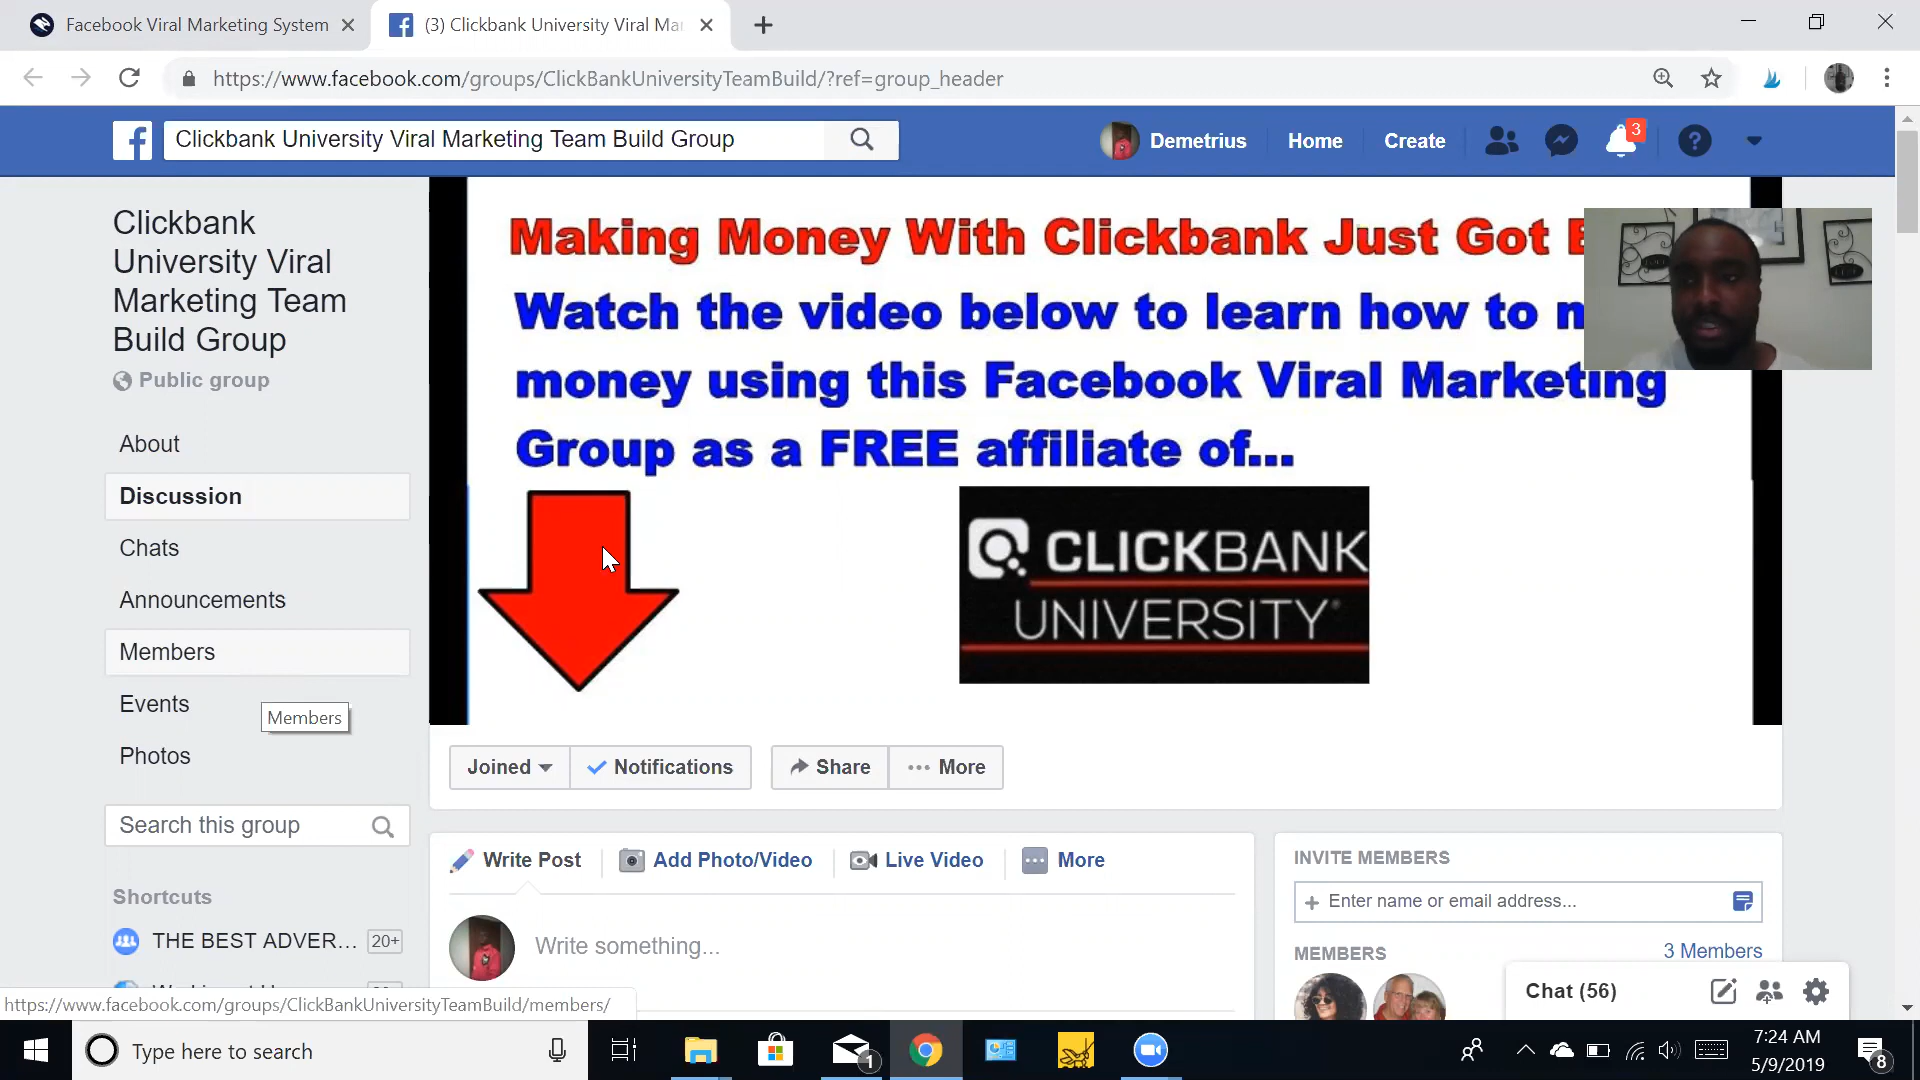 Facebook Viral Marketing System
(3) Clickbank University Viral Ma
https://www.facebook.com/groups/ClickBankUniversityTeamBuild/?ref=group_header
Clickbank University Viral Marketing Team Build Group
Demetrius
Home
Create
3
Clickbank
University Viral
Marketing Team
Build Group
Public group
About
Discussion
Chats
Announcements
Members
Events
Members
Photos
Search this group
Shortcuts
THE BEST ADVER... 20+
Making Money With Clickbank Just Got
Watch the video below to learn how to
money using this Facebook Viral Marketing
Group as a FREE affiliate of...
CLICKBANK
UNIVERSITY
Joined
Notifications
Share
More
Write Post
Add Photo/Video
Live Video
More
Write something...
INVITE MEMBERS
Enter name or email address...
MEMBERS
3 Members
Chat (56)
https://www.facebook.com/groups/ClickBankUniversityTeamBuild/members/
Type here to search
1
7:24 AM
5/9/2019
8